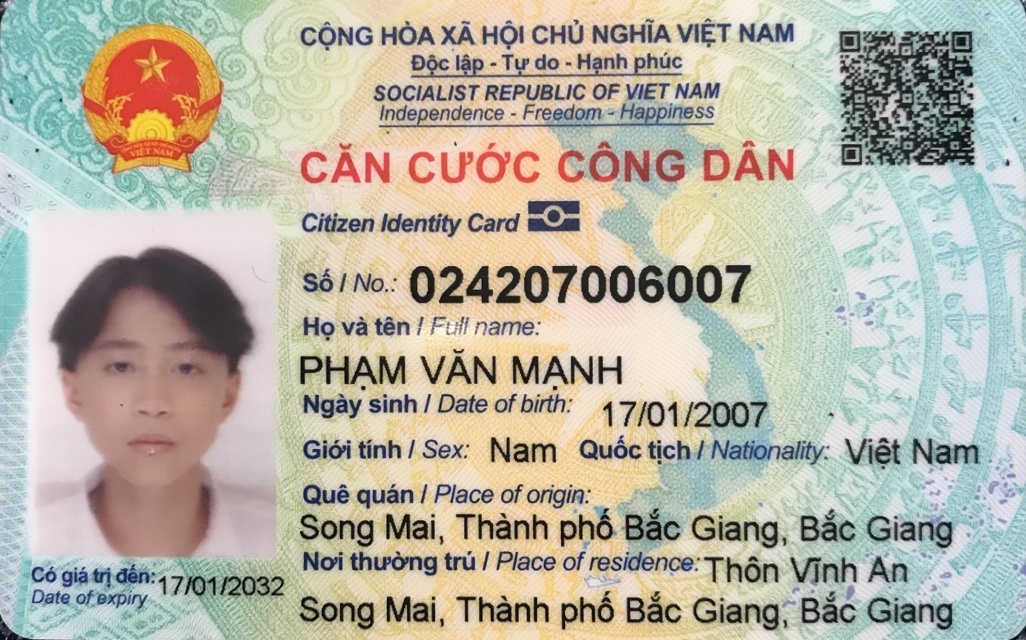 CỘNG HÒA XÃ HỘI CHỦ NGHĨA VIỆT NAM
Độc lập - Tự do - Hạnh phúc
SOCIALIST REPUBLIC OF VIET NAM
Independence - Freedom - Happiness
CĂN CƯỚC CÔNG DÂN
Citizen Identity Card
Số / No.: 024207006007
Họ và tên / Full name:
PHẠM VĂN MẠNH
Ngày sinh / Date of birth: 17/01/2007
Giới tính / Sex: Nam Quốc tịch / Nationality: Việt Nam
Quê quán / Place of origin:
Song Mai, Thành phố Bắc Giang, Bắc Giang
Nơi thường trú / Place of residence: Thôn Vĩnh An
Song Mai, Thành phố Bắc Giang, Bắc Giang
Có giá trị đến: 17/01/2032
Date of expiry
VIỆT NAM